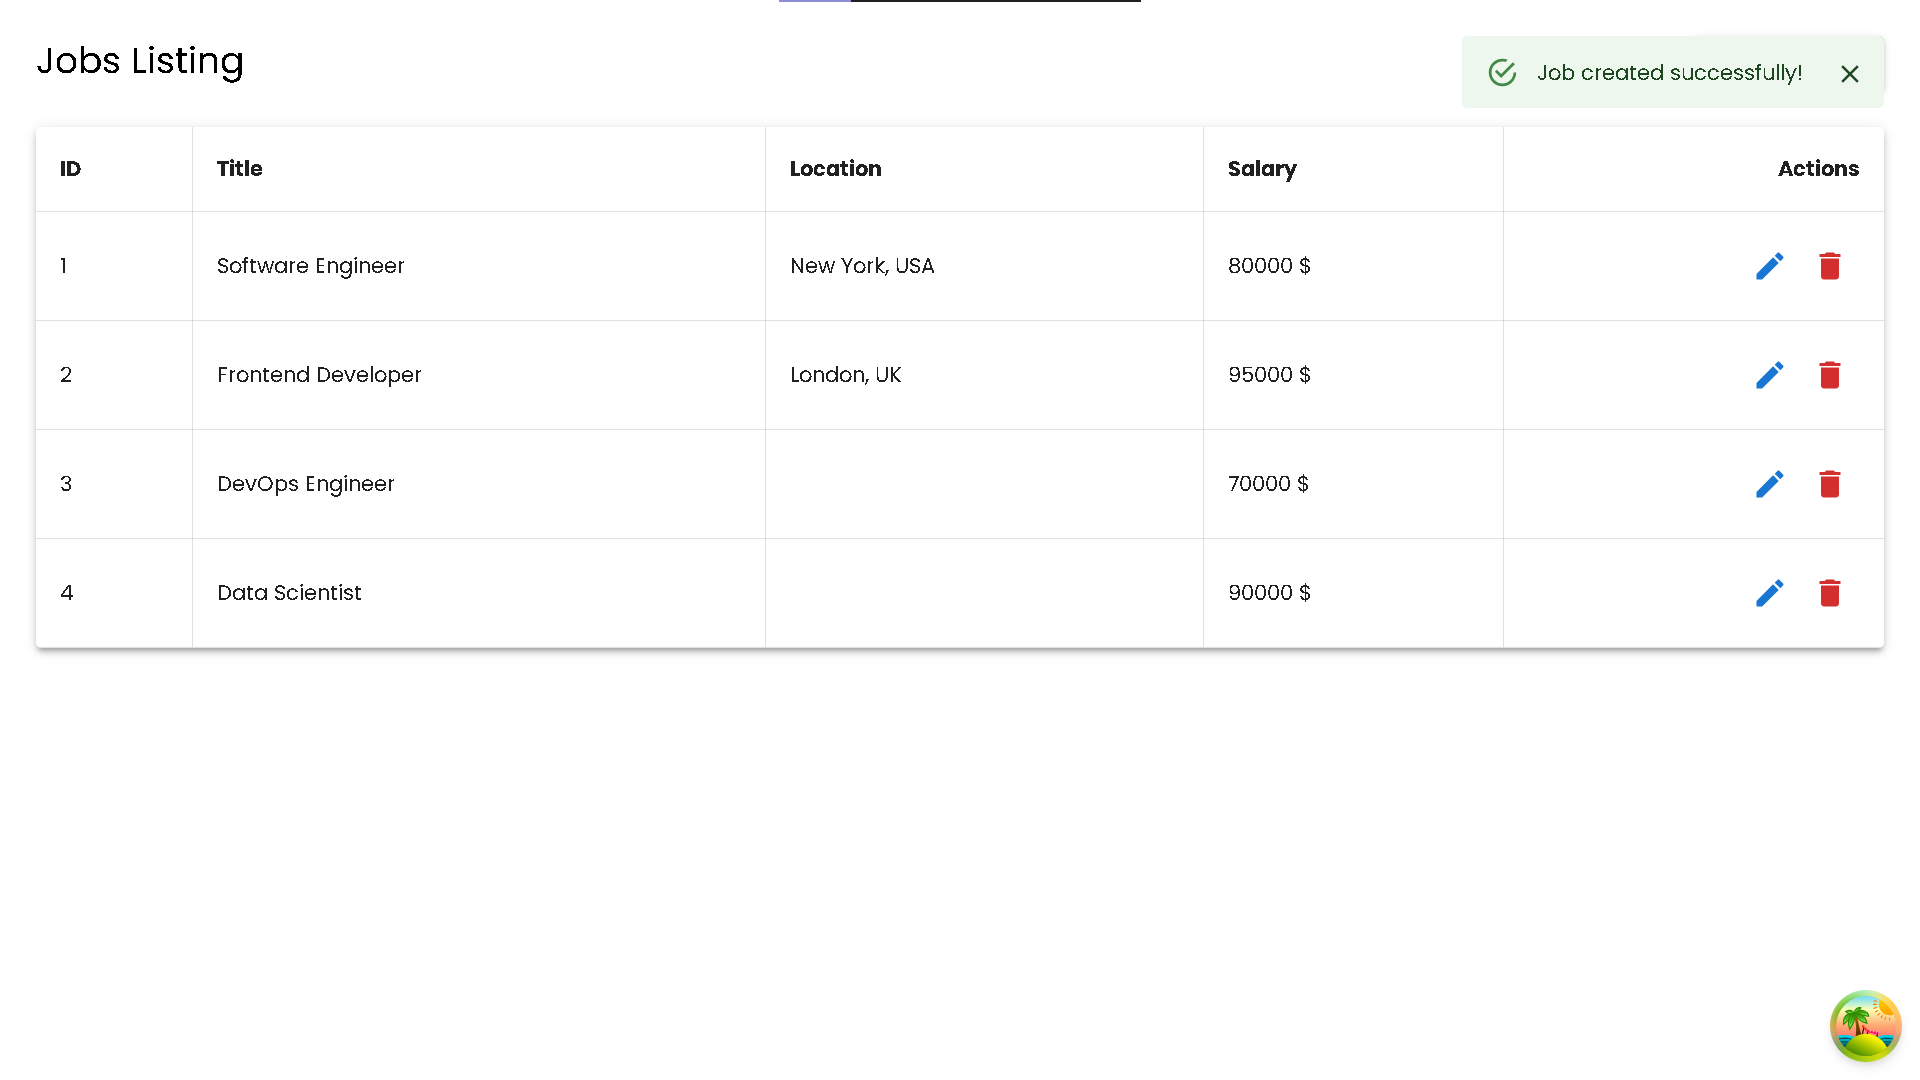 Jobs Listing
Job created successfully!
ID Title Location Salary Actions
1 Software Engineer New York, USA 80000 $
2 Frontend Developer London, UK 95000 $
3 DevOps Engineer 70000 $
4 Data Scientist 90000 $